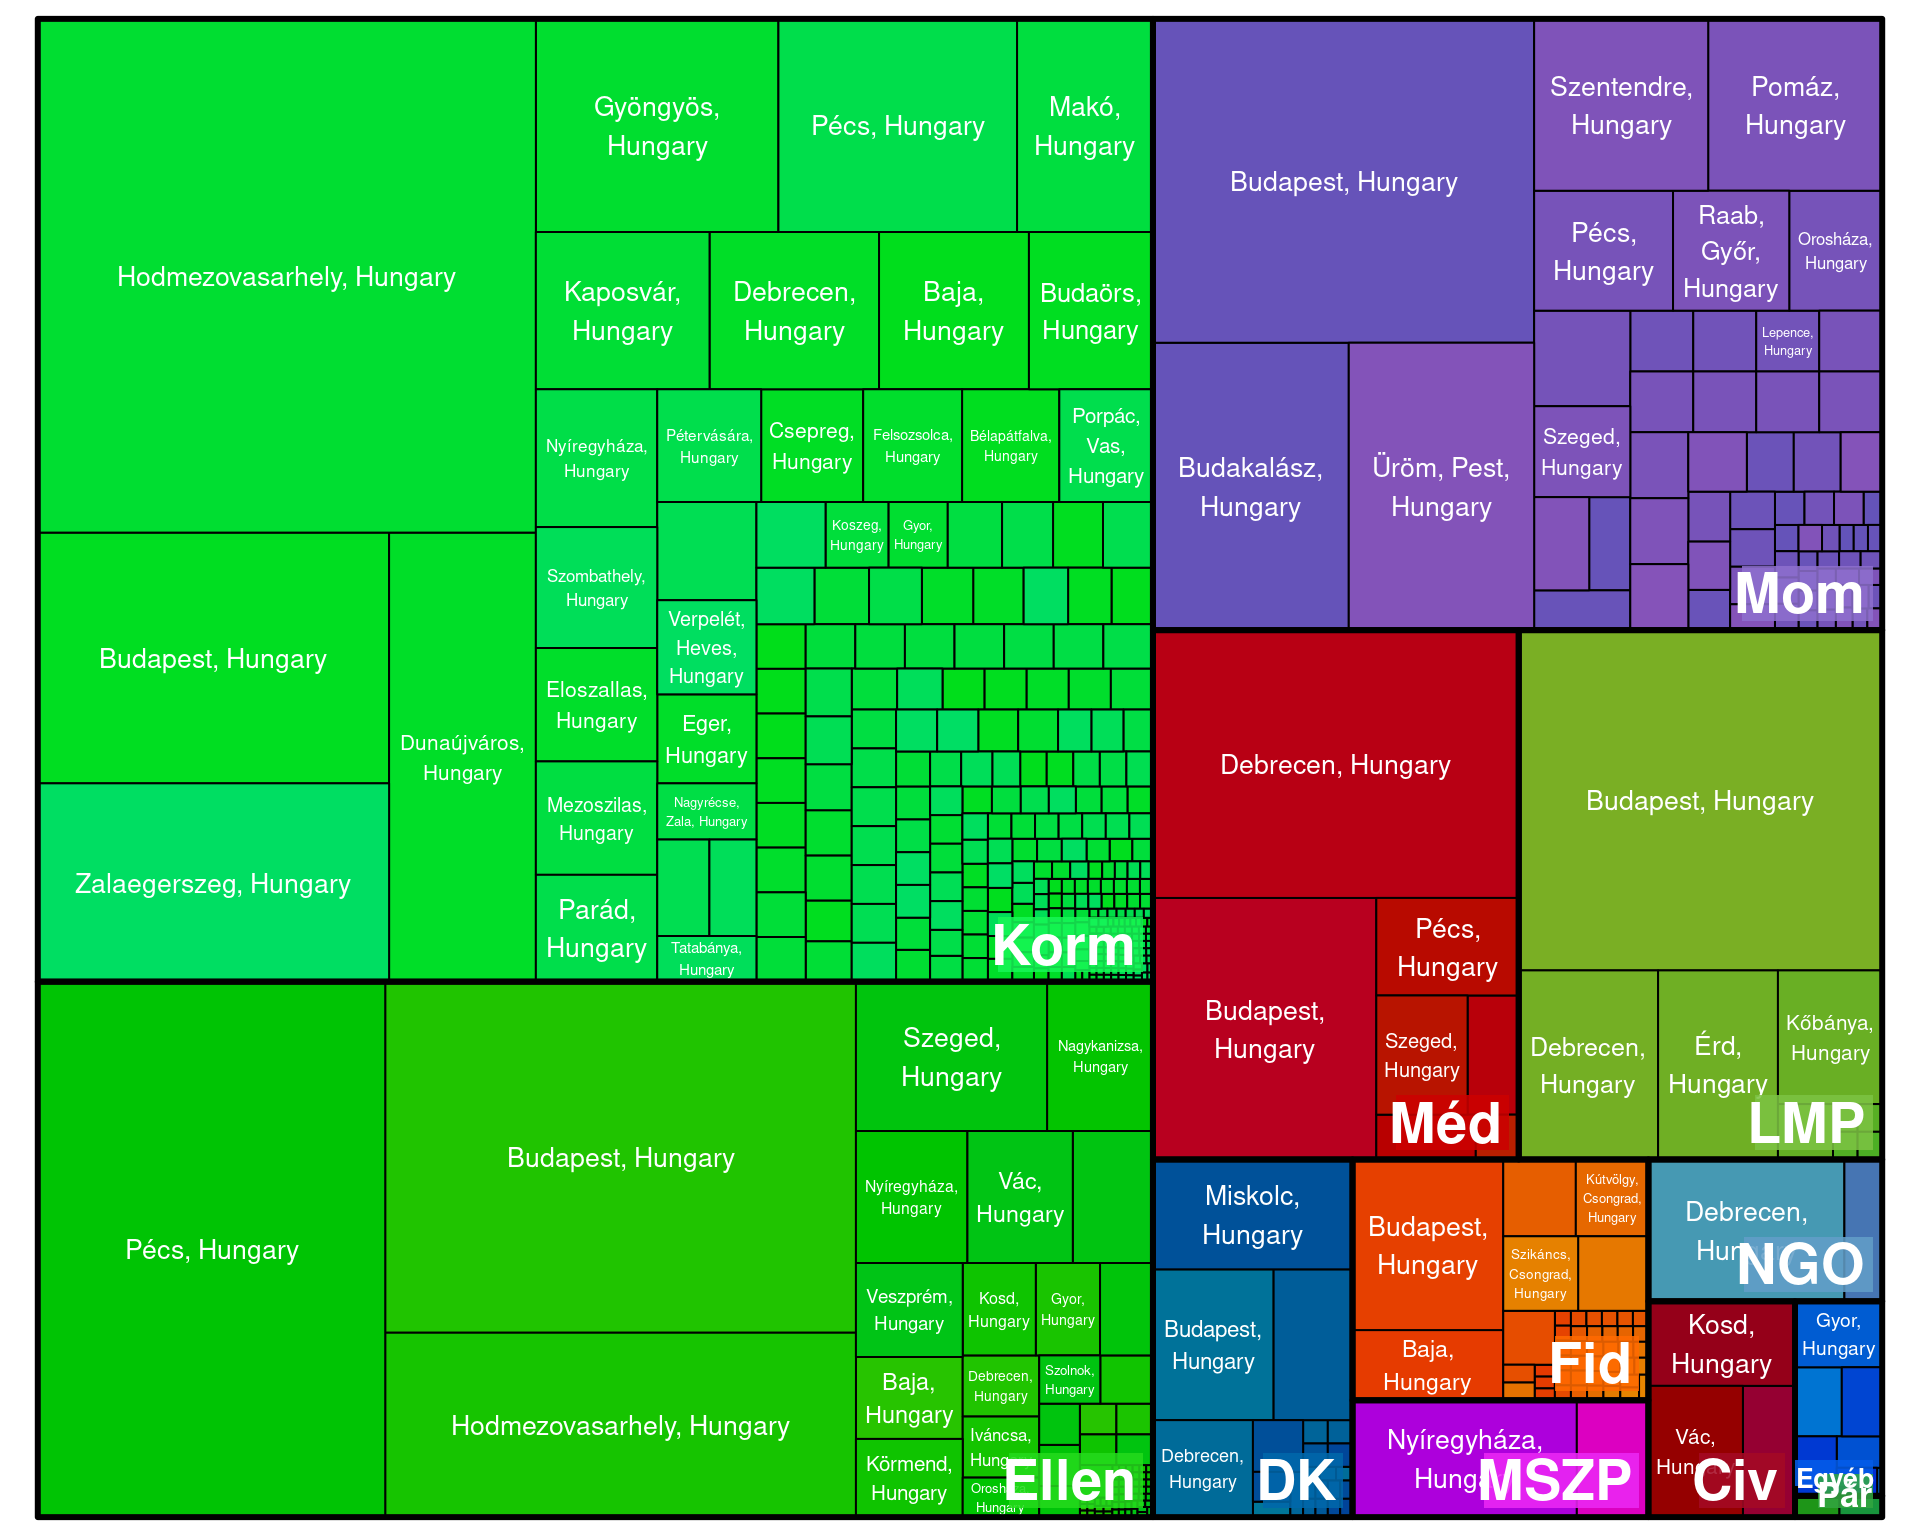 Hodmezovasarhely, Hungary
Budapest, Hungary
Zalaegerszeg, Hungary
Dunaújváros,
Hungary
Gyöngyös,
Hungary
Pécs, Hungary
Makó,
Hungary
Kaposvár,
Hungary
Debrecen,
Hungary
Baja,
Hungary
Budaörs,
Hungary
Nyíregyháza,
Hungary
Szombathely,
Hungary
Eloszallas,
Hungary
Mezoszilas,
Hungary
Parád,
Hungary
Pétervására,
Hungary
Csepreg,
Hungary
Felsozsolca,
Hungary
Bélapátfalva,
Hungary
Porpác,
Vas,
Hungary
Koszeg,
Hungary
Gyor,
Hungary
Verpelét,
Heves,
Hungary
Eger,
Hungary
Nagyrécse,
Zala, Hungary
Tatabánya,
Hungary
Korm
Pécs, Hungary
Budapest, Hungary
Hodmezovasarhely, Hungary
Szeged,
Hungary
Nagykanizsa,
Hungary
Nyíregyháza,
Hungary
Vác,
Hungary
Veszprém,
Hungary
Kosd,
Hungary
Gyor,
Hungary
Baja,
Hungary
Debrecen,
Hungary
Szolnok,
Hungary
Körmend,
Hungary
Iváncsa,
Hungary
Orosháza,
Hungary
Ellen
Budapest, Hungary
Budakalász,
Hungary
Üröm, Pest,
Hungary
Szentendre,
Hungary
Pomáz,
Hungary
Pécs,
Hungary
Raab,
Győr,
Hungary
Orosháza,
Hungary
Lepence,
Hungary
Szeged,
Hungary
Mom
Debrecen, Hungary
Budapest,
Hungary
Pécs,
Hungary
Szeged,
Hungary
Méd
Budapest, Hungary
Debrecen,
Hungary
Érd,
Hungary
Kőbánya,
Hungary
LMP
Miskolc,
Hungary
Budapest,
Hungary
Debrecen,
Hungary
DK
Budapest,
Hungary
Baja,
Hungary
Kútvölgy,
Csongrad,
Hungary
Szikáncs,
Csongrad,
Hungary
Fid
Nyíregyháza,
Hungary
MSZP
Debrecen,
Hungary
NGO
Kosd,
Hungary
Vác,
Hungary
Civ
Gyor,
Hungary
Egyéb
Par